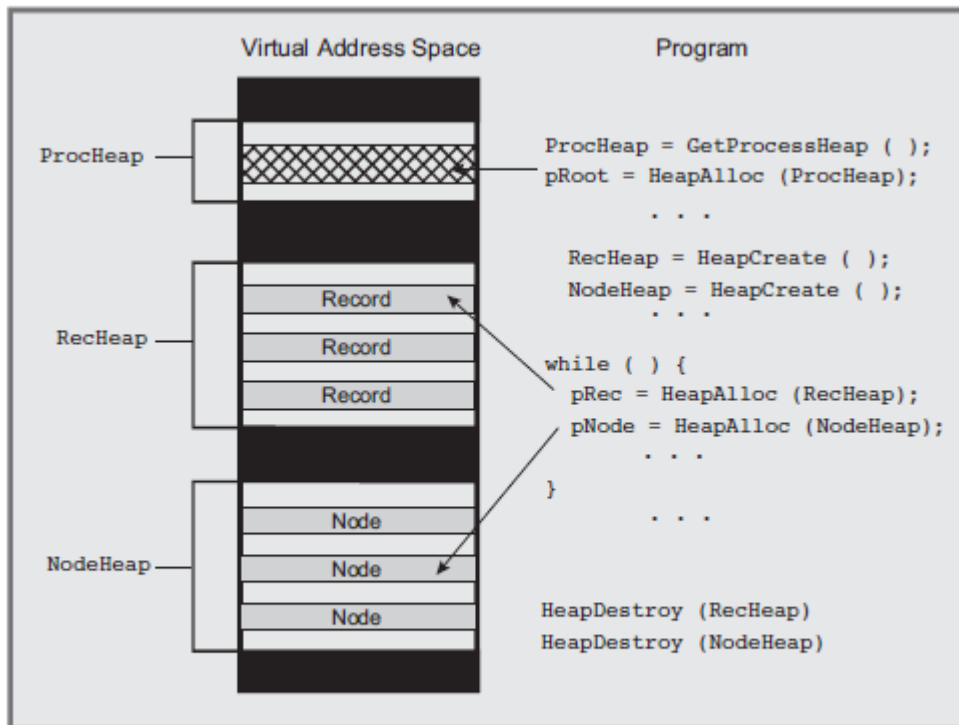 Virtual Address Space
Program
ProcHeap
ProcHeap = GetProcessHeap ( );
pRoot = HeapAlloc (ProcHeap);
. . .
RecHeap = HeapCreate ( );
NodeHeap = HeapCreate ( );
. . .
RecHeap
Record
Record
Record
while ( ) {
pRec = HeapAlloc (RecHeap);
pNode = HeapAlloc (NodeHeap);
. . .
}
. . .
NodeHeap
Node
Node
Node
HeapDestroy (RecHeap)
HeapDestroy (NodeHeap)